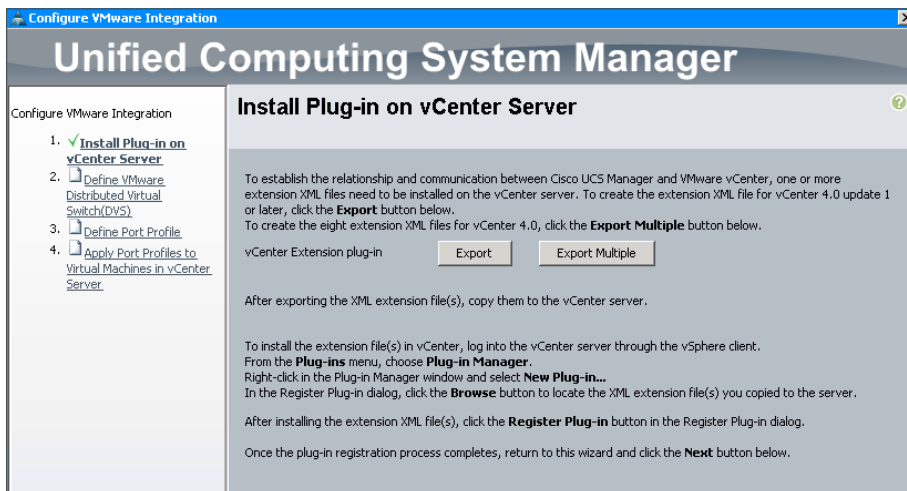 Configure VMware Integration
Unified Computing System Manager
Configure VMware Integration
1. Install Plug-in on
vCenter Server
2. Define VMware
Distributed Virtual
Switch(DVS)
3. Define Port Profile
4. Apply Port Profiles to
Virtual Machines in vCenter
Server
Install Plug-in on vCenter Server
?
To establish the relationship and communication between Cisco UCS Manager and VMware vCenter, one or more
extension XML files need to be installed on the vCenter server. To create the extension XML file for vCenter 4.0 update 1
or later, click the Export button below.
To create the eight extension XML files for vCenter 4.0, click the Export Multiple button below.
vCenter Extension plug-in Export Export Multiple
After exporting the XML extension file(s), copy them to the vCenter server.
To install the extension file(s) in vCenter, log into the vCenter server through the vSphere client.
From the Plug-ins menu, choose Plug-in Manager.
Right-click in the Plug-in Manager window and select New Plug-in...
In the Register Plug-in dialog, click the Browse button to locate the XML extension file(s) you copied to the server.
After installing the extension XML file(s), click the Register Plug-in button in the Register Plug-in dialog.
Once the plug-in registration process completes, return to this wizard and click the Next button below.